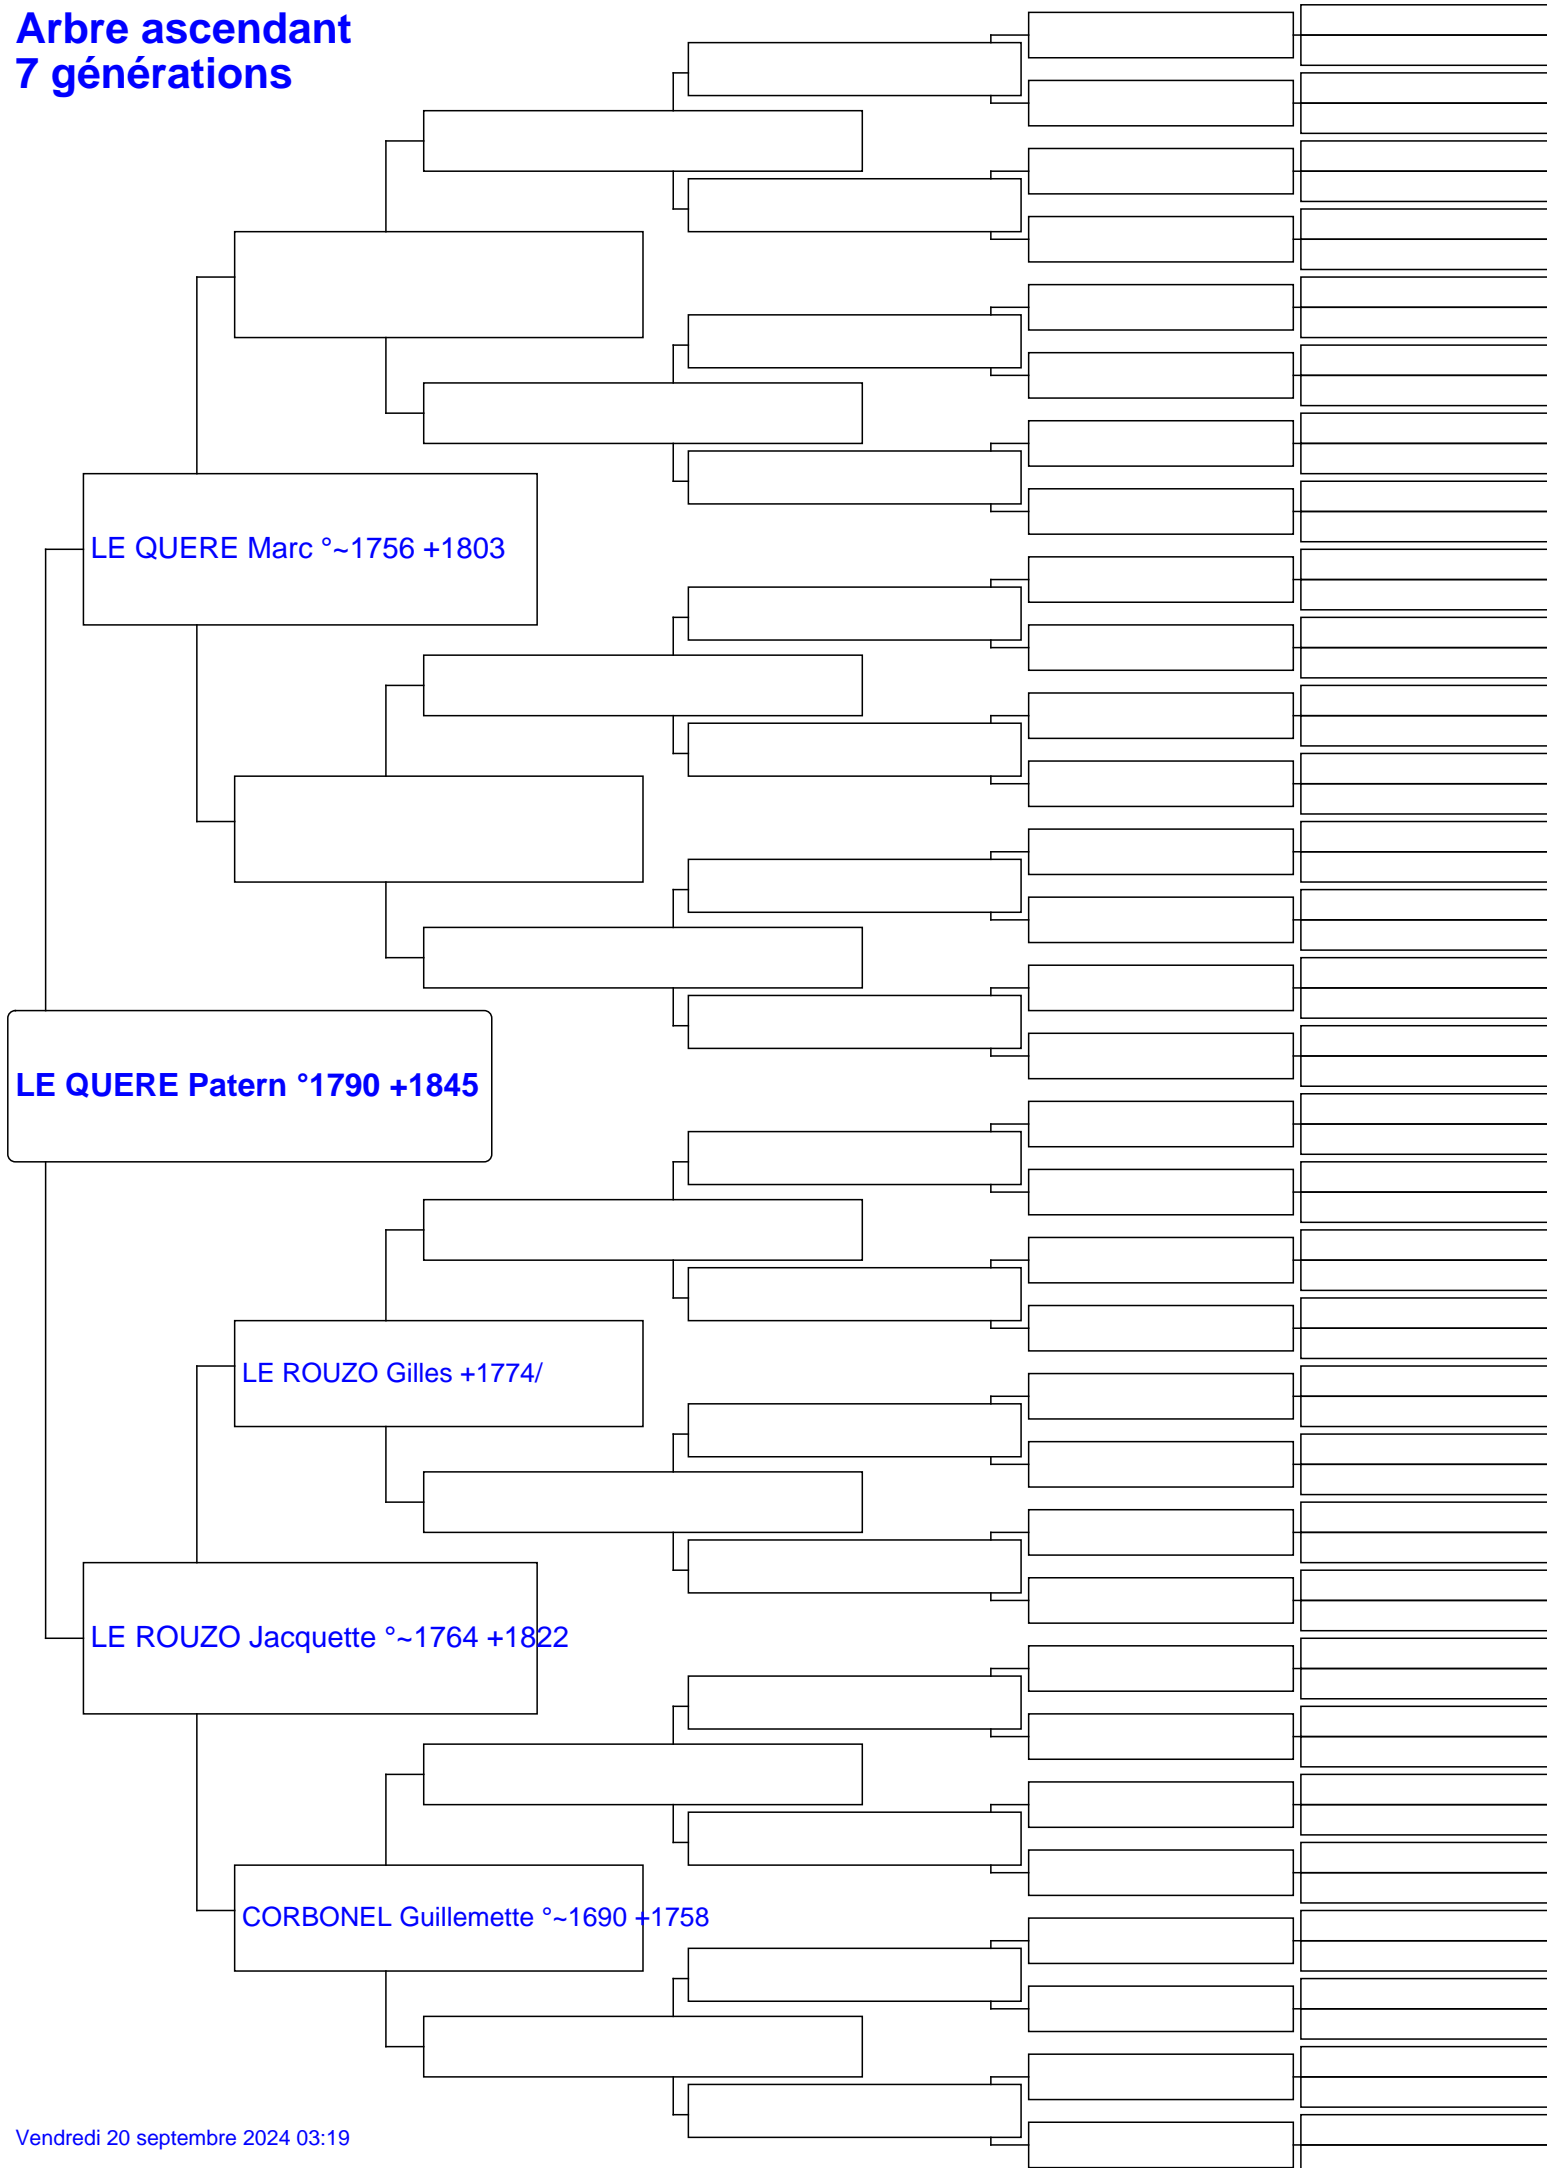 Arbre ascendant
7 générations
LE QUERE Marc °~1756 +1803
LE QUERE Patern °1790 +1845
LE ROUZO Gilles +1774/
LE ROUZO Jacquette °~1764 +1822
CORBONEL Guillemette °~1690 +1758
Vendredi 20 septembre 2024 03:19